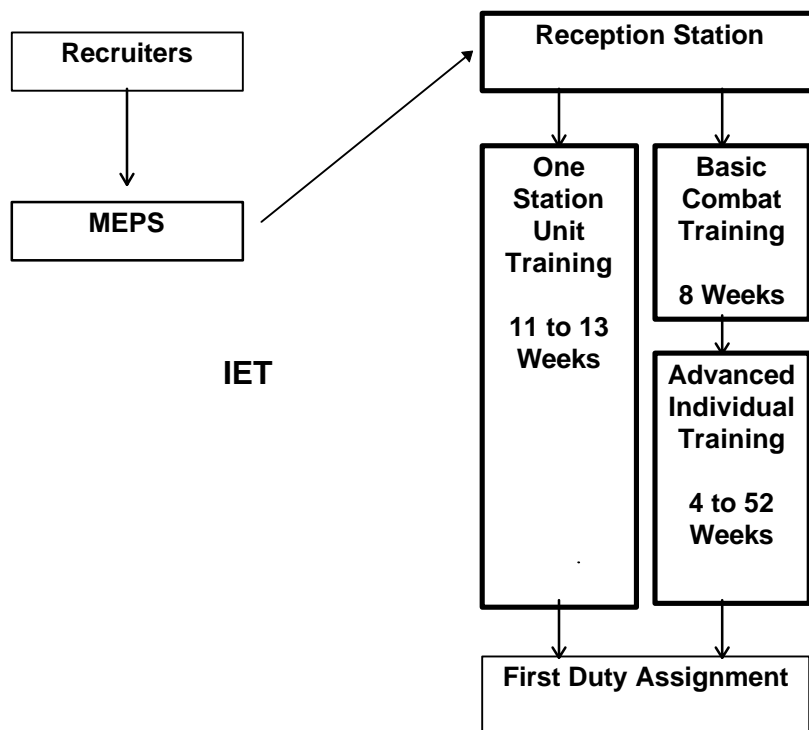 Recruiters
MEPS
IET
Reception Station
One
Station
Unit
Training
11 to 13
Weeks
Basic
Combat
Training
8 Weeks
Advanced
Individual
Training
4 to 52
Weeks
First Duty Assignment